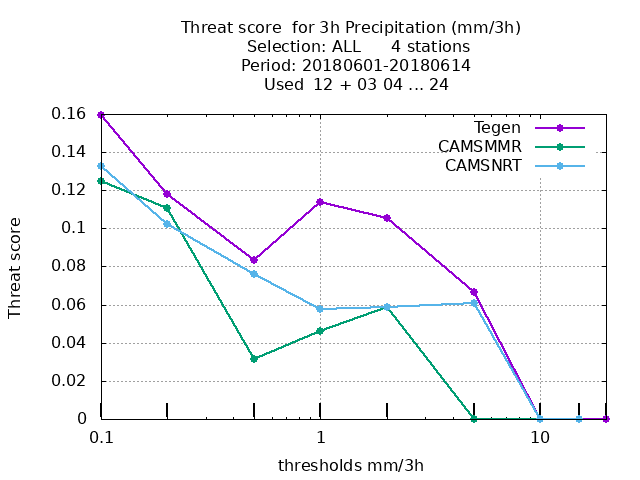 Threat score  for 3h Precipitation (mm/3h)
Selection: ALL      4 stations
Period: 20180601-20180614
Used  12 + 03 04 ... 24
Tegen
CAMSMMR
CAMSNRT
Threat score
0.16
0.14
0.12
0.1
0.08
0.06
0.04
0.02
0
0.1 1 10
thresholds mm/3h